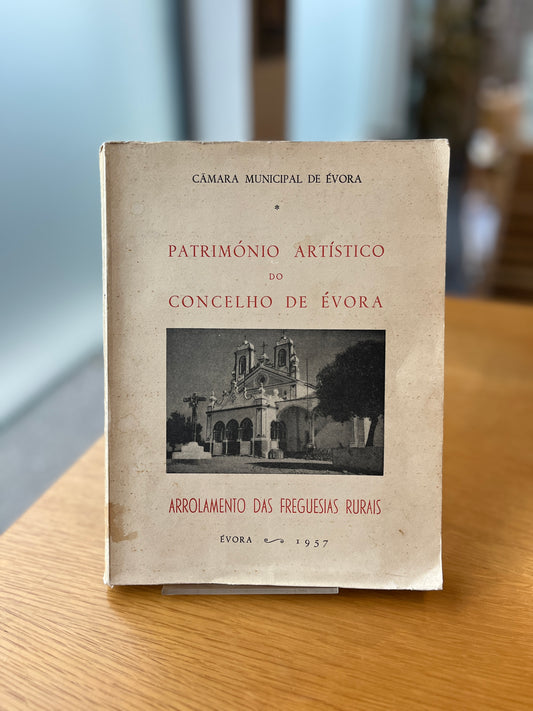 CÂMARA MUNICIPAL DE ÉVORA
*
PATRIMÓNIO ARTÍSTICO
DO
CONCELHO DE ÉVORA
ARROLAMENTO DAS FREGUESIAS RURAIS
ÉVORA 1957